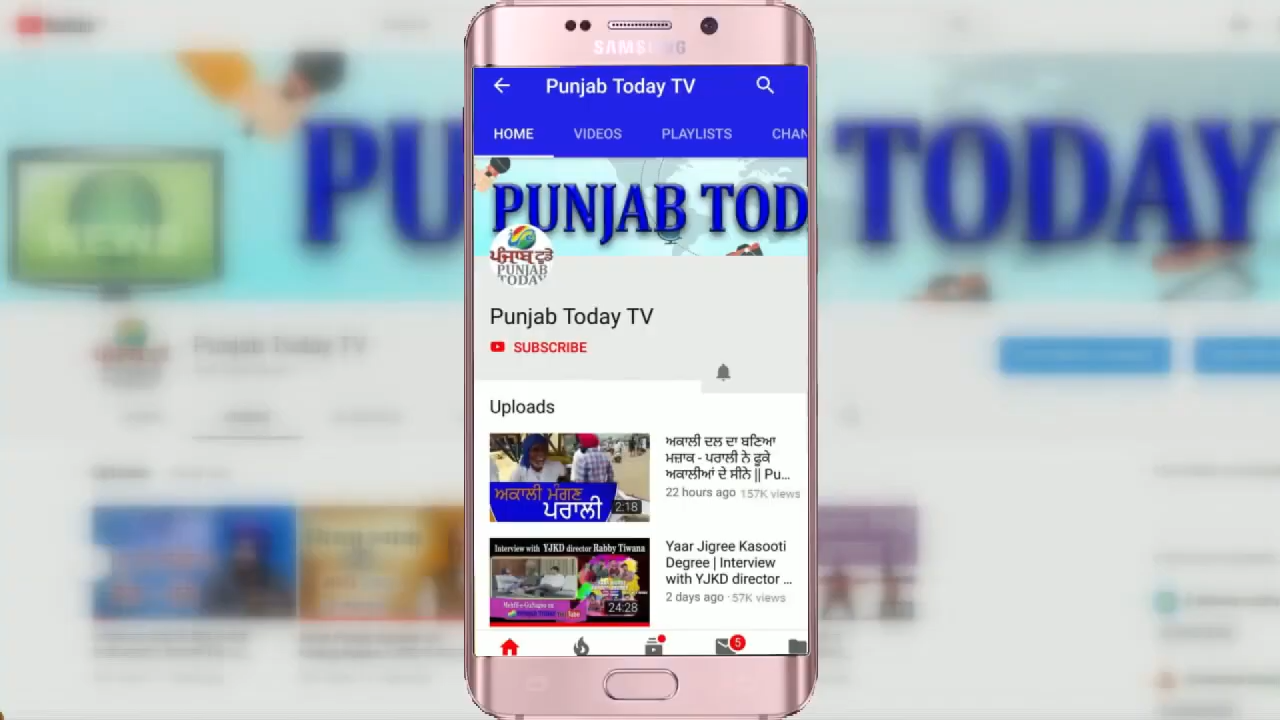 SAMSUNG
Punjab Today TV
HOME VIDEOS PLAYLISTS CHAN
PUNJAB TOD
PU
TODAY
ਪੰਜਾਬ ਟੂਡੇ
PUNJAB
TODAY
Punjab Today TV
SUBSCRIBE
Uploads
ਅਕਾਲੀ ਮੰਗਣ
ਪਰਾਲੀ
2:18
ਅਕਾਲੀ ਦਲ ਦਾ ਬਣਿਆ
ਮਜ਼ਾਕ - ਪਰਾਲੀ ਨੇ ਫੂਕੇ
ਅਕਾਲੀਆਂ ਦੇ ਸੀਨੇ || Pu...
22 hours ago 157K views
Interview with YJKD director Rabby Tiwana
24:28
Yaar Jigree Kasooti
Degree | Interview
with YJKD director ...
2 days ago · 57K views
5